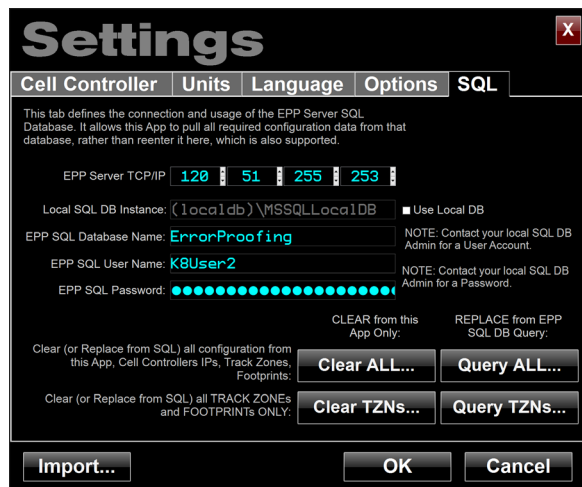 Settings
X
Cell Controller Units Language Options SQL
This tab defines the connection and usage of the EPP Server SQL
Database. It allows this App to pull all required configuration data from that
database, rather than reenter it here, which is also supported.
EPP Server TCP/IP 120 51 255 253
Local SQL DB Instance: (localdb)\MSSQLLocalDB Use Local DB
EPP SQL Database Name: ErrorProofing
NOTE: Contact your local SQL DB
Admin for a User Account.
EPP SQL User Name: K8User2
NOTE: Contact your local SQL DB
Admin for a Password.
EPP SQL Password:
CLEAR from this
App Only:
REPLACE from EPP
SQL DB Query:
Clear (or Replace from SQL) all configuration from
this App, Cell Controllers IPs, Track Zones,
Footprints:
Clear ALL... Query ALL...
Clear (or Replace from SQL) all TRACK ZONEs
and FOOTPRINTs ONLY:
Clear TZNs... Query TZNs...
Import... OK Cancel